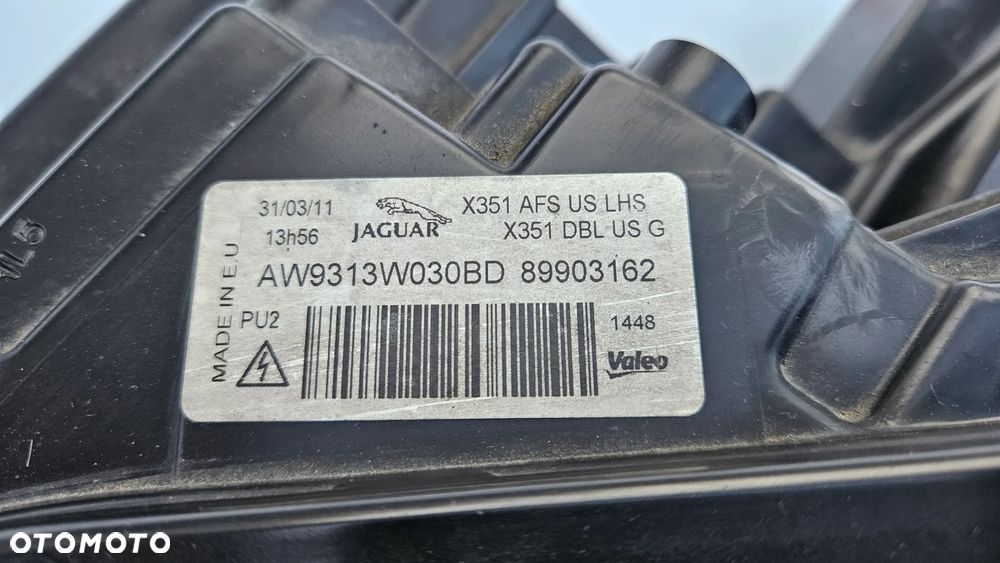 31/03/11
13h56
JAGUAR
X351 AFS US LHS
X351 DBL US G
AW9313W030BD 89903162
MADE IN E.U
PU2
1448
Valeo
OTOMOTO